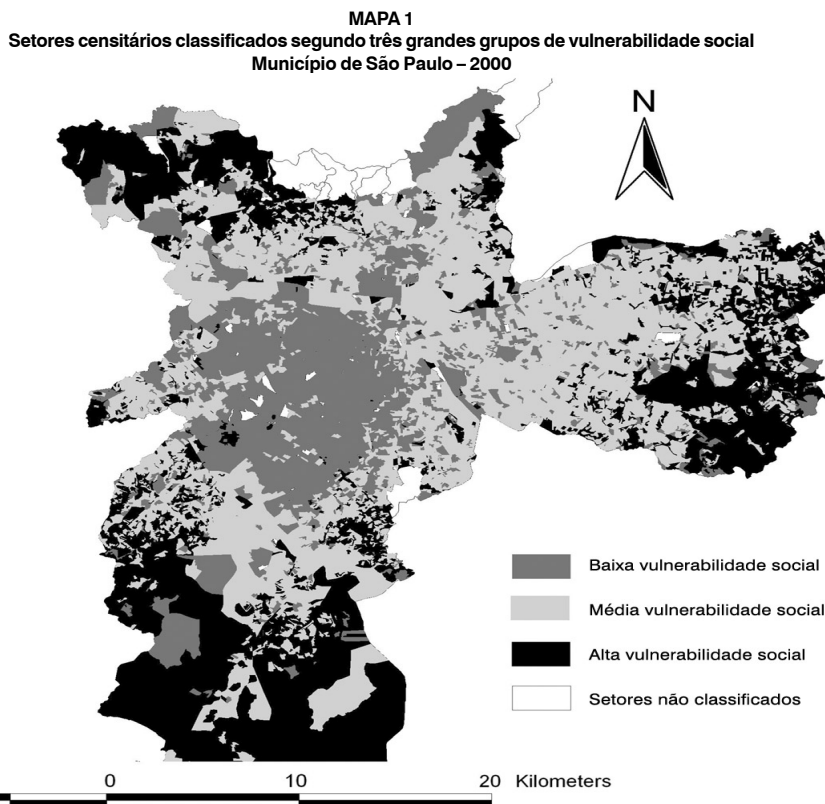 MAPA 1
Setores censitários classificados segundo três grandes grupos de vulnerabilidade social
Município de São Paulo – 2000
N
Baixa vulnerabilidade social
Média vulnerabilidade social
Alta vulnerabilidade social
Setores não classificados
0 10 20 Kilometers